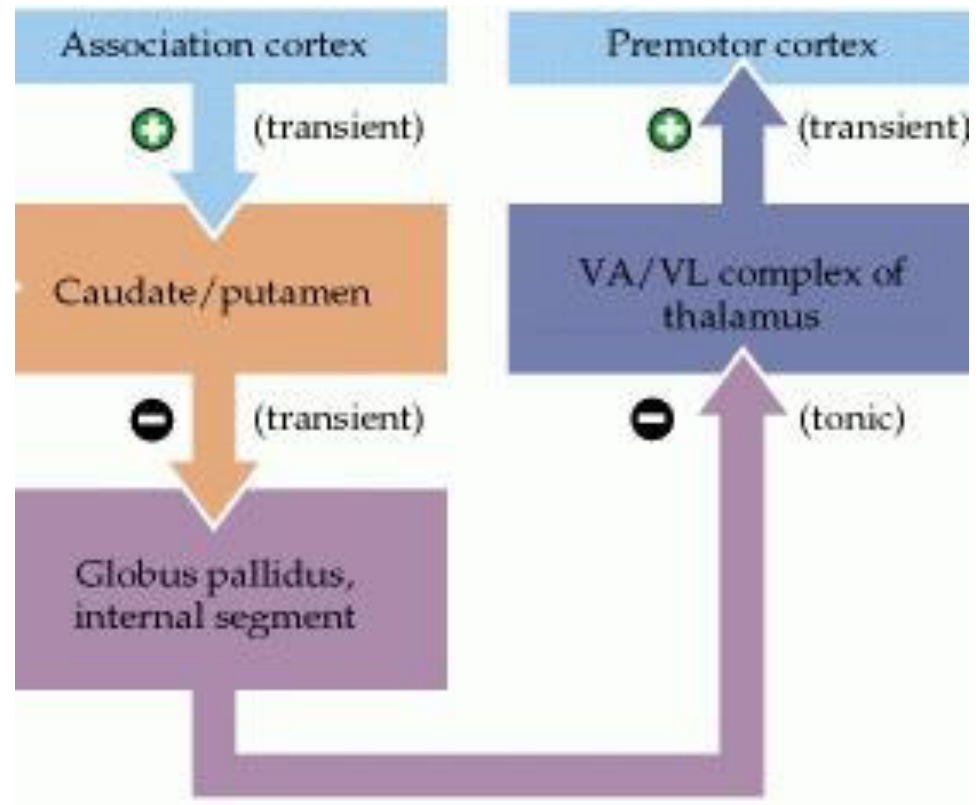 Association cortex
(transient)
Caudate/putamen
(transient)
Globus pallidus,
internal segment
Premotor cortex
(transient)
VA/VL complex of
thalamus
(tonic)